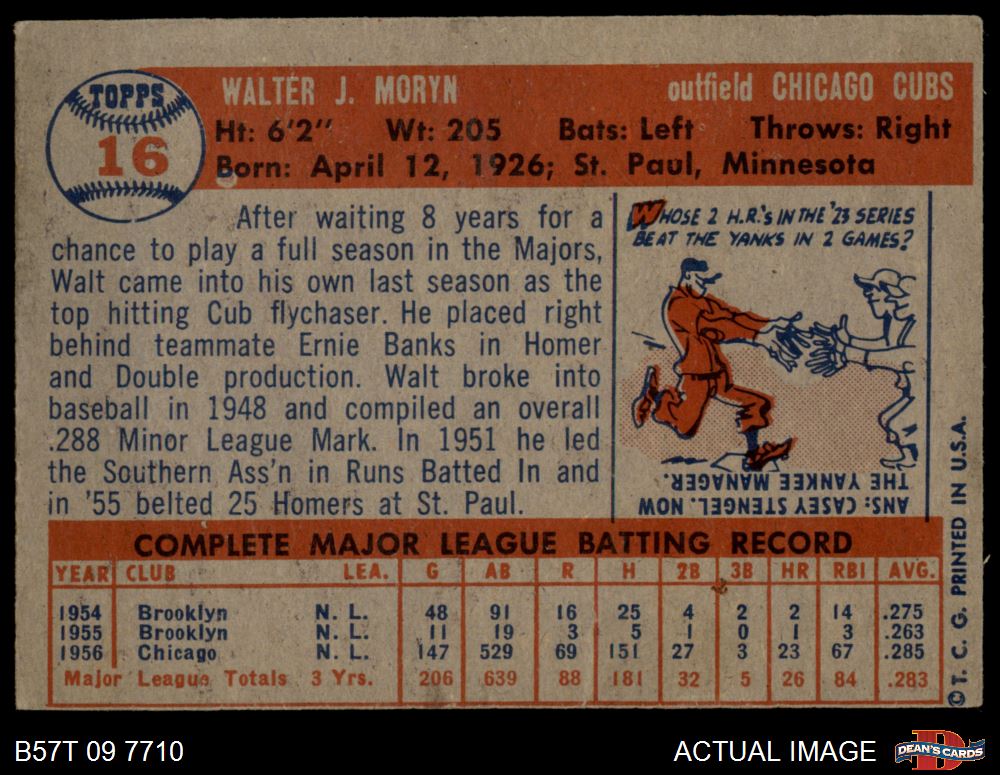 TOPPS
16
WALTER J. MORYN outfield CHICAGO CUBS
Ht: 6'2" Wt: 205 Bats: Left Throws: Right
Born: April 12, 1926; St. Paul, Minnesota
After waiting 8 years for a
chance to play a full season in the Majors,
Walt came into his own last season as the
top hitting Cub flychaser. He placed right
behind teammate Ernie Banks in Homer
and Double production. Walt broke into
baseball in 1948 and compiled an overall
.288 Minor League Mark. In 1951 he led
the Southern Ass'n in Runs Batted In and
in '55 belted 25 Homers at St. Paul.
WHOSE 2 H.R.'s IN THE '23 SERIES
BEAT THE YANKS IN 2 GAMES?
ANS: CASEY STENGEL. NOW
THE YANKEE MANAGER.
COMPLETE MAJOR LEAGUE BATTING RECORD
YEAR CLUB LEA. G AB R H 2B 3B HR RBI AVG.
1954 Brooklyn N. L. 48 91 16 25 4 2 2 14 .275
1955 Brooklyn N. L. 11 19 3 5 1 0 1 3 .263
1956 Chicago N. L. 147 529 69 151 27 3 23 67 .285
Major League Totals 3 Yrs. 206 639 88 181 32 5 26 84 .283
© T. C. G. PRINTED IN U.S.A.
B57T 09 7710 ACTUAL IMAGE
D
DEAN'S CARDS